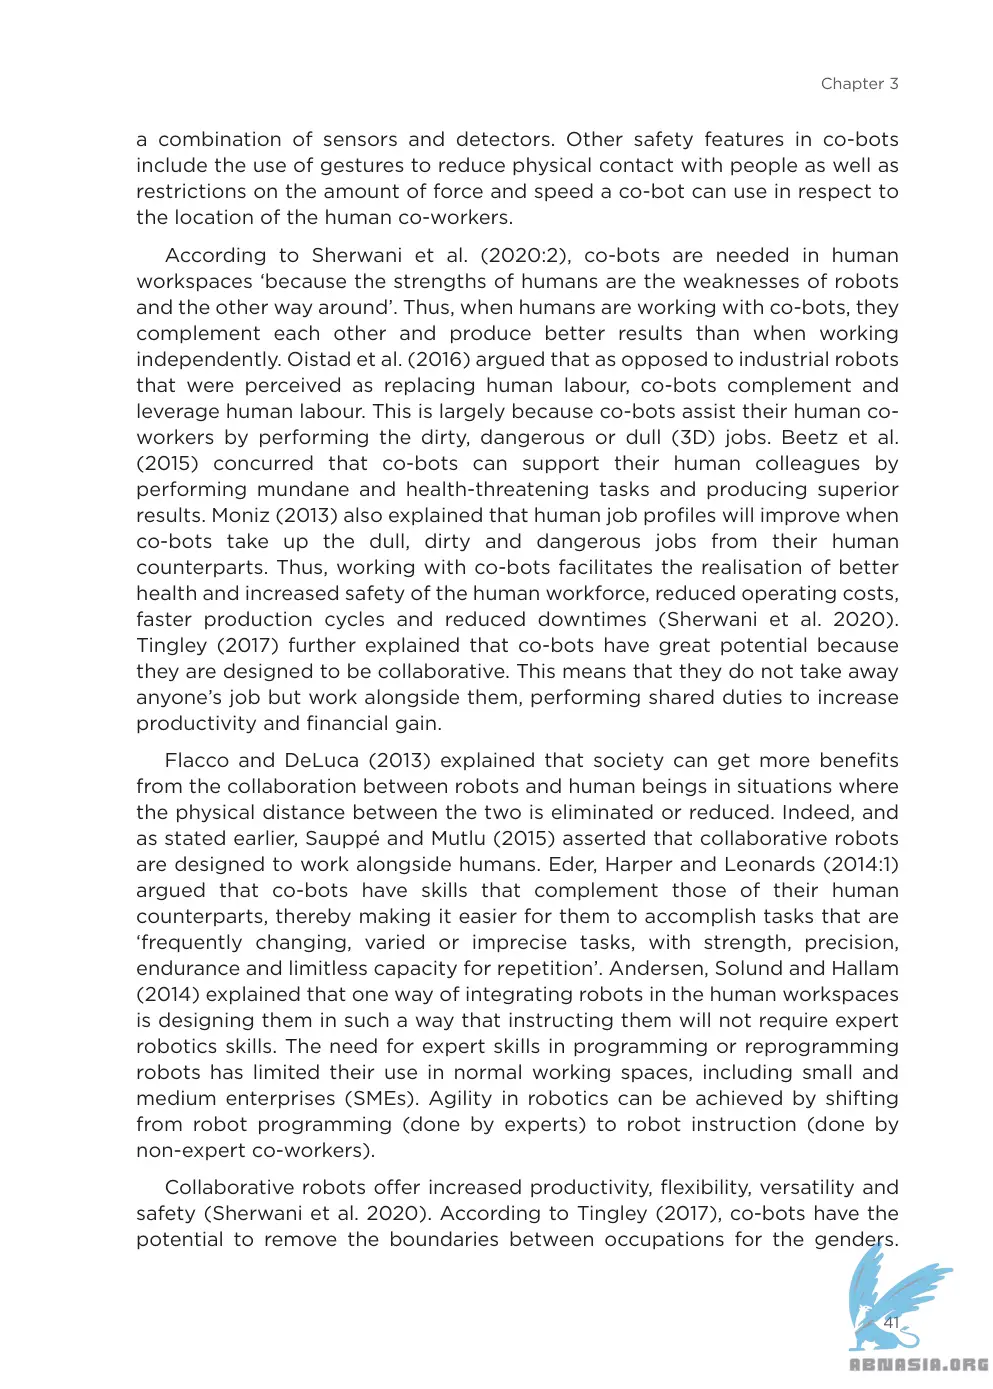 Chapter 3
a combination of sensors and detectors. Other safety features in co-bots
include the use of gestures to reduce physical contact with people as well as
restrictions on the amount of force and speed a co-bot can use in respect to
the location of the human co-workers.
According to Sherwani et al. (2020:2), co-bots are needed in human
workspaces ‘because the strengths of humans are the weaknesses of robots
and the other way around’. Thus, when humans are working with co-bots, they
complement each other and produce better results than when working
independently. Oistad et al. (2016) argued that as opposed to industrial robots
that were perceived as replacing human labour, co-bots complement and
leverage human labour. This is largely because co-bots assist their human co-
workers by performing the dirty, dangerous or dull (3D) jobs. Beetz et al.
(2015) concurred that co-bots can support their human colleagues by
performing mundane and health-threatening tasks and producing superior
results. Moniz (2013) also explained that human job profiles will improve when
co-bots take up the dull, dirty and dangerous jobs from their human
counterparts. Thus, working with co-bots facilitates the realisation of better
health and increased safety of the human workforce, reduced operating costs,
faster production cycles and reduced downtimes (Sherwani et al. 2020).
Tingley (2017) further explained that co-bots have great potential because
they are designed to be collaborative. This means that they do not take away
anyone’s job but work alongside them, performing shared duties to increase
productivity and financial gain.
Flacco and DeLuca (2013) explained that society can get more benefits
from the collaboration between robots and human beings in situations where
the physical distance between the two is eliminated or reduced. Indeed, and
as stated earlier, Sauppé and Mutlu (2015) asserted that collaborative robots
are designed to work alongside humans. Eder, Harper and Leonards (2014:1)
argued that co-bots have skills that complement those of their human
counterparts, thereby making it easier for them to accomplish tasks that are
‘frequently changing, varied or imprecise tasks, with strength, precision,
endurance and limitless capacity for repetition’. Andersen, Solund and Hallam
(2014) explained that one way of integrating robots in the human workspaces
is designing them in such a way that instructing them will not require expert
robotics skills. The need for expert skills in programming or reprogramming
robots has limited their use in normal working spaces, including small and
medium enterprises (SMEs). Agility in robotics can be achieved by shifting
from robot programming (done by experts) to robot instruction (done by
non-expert co-workers).
Collaborative robots offer increased productivity, flexibility, versatility and
safety (Sherwani et al. 2020). According to Tingley (2017), co-bots have the
potential to remove the boundaries between occupations for the genders.
41
ABNASIA.ORG